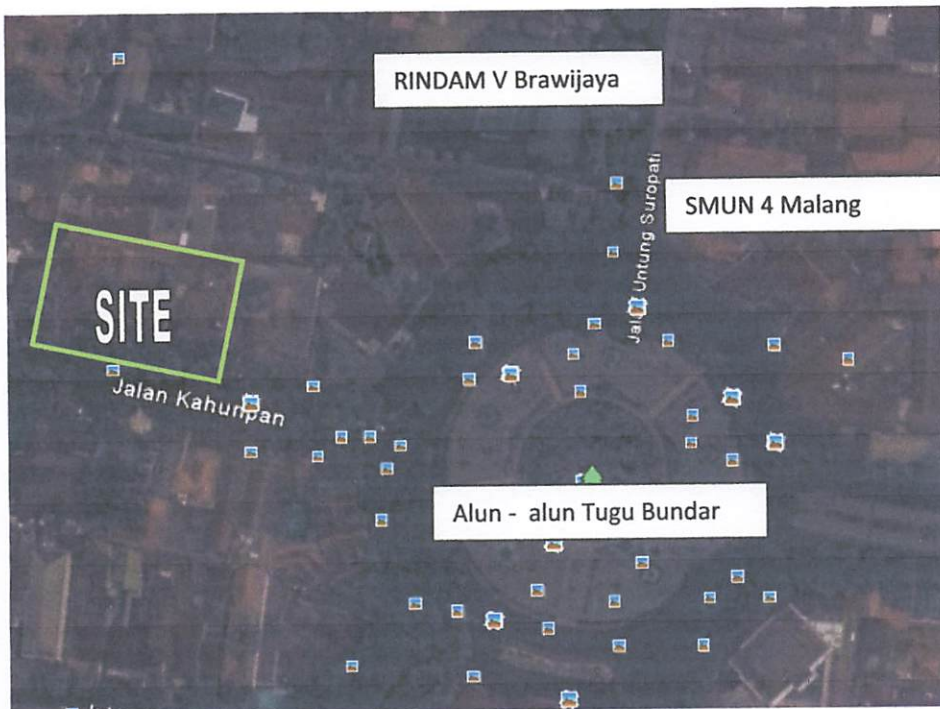 RINDAM V Brawijaya
SMUN 4 Malang
Jalan Untung Suropati
SITE
Jalan Kahuripan
Alun - alun Tugu Bundar